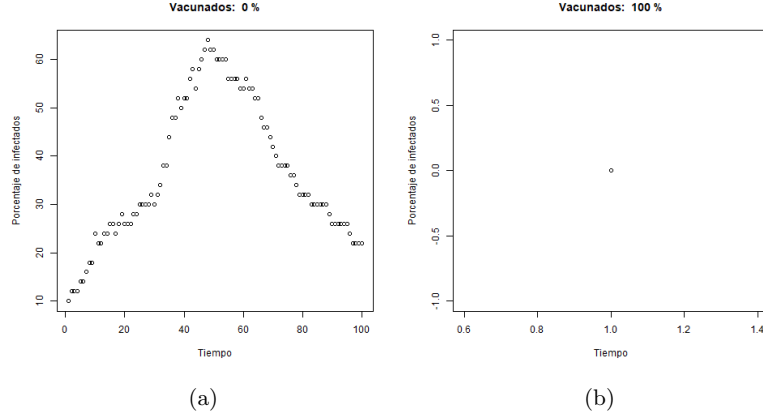 Vacunados: 0 %
Porcentaje de infectados
60
50
40
30
20
10
0 20 40 60 80 100
Tiempo
(a)
Vacunados: 100 %
Porcentaje de infectados
1.0
0.5
0.0
-0.5
-1.0
0.6 0.8 1.0 1.2 1.4
Tiempo
(b)